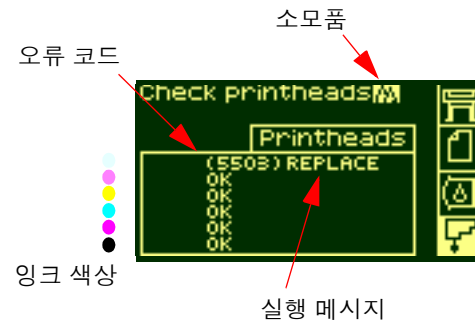 소모품
오류 코드
Check printheads
Printheads
(5503) REPLACE
OK
OK
OK
OK
OK
잉크 색상
실행 메시지